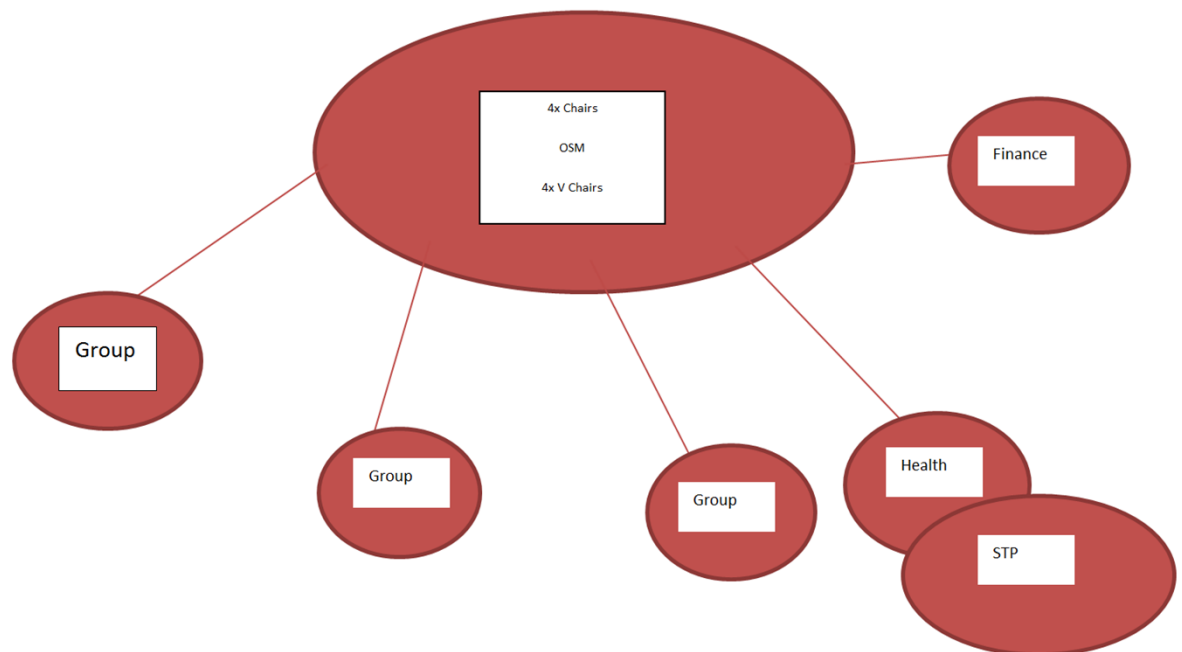 4x Chairs
OSM
4x V Chairs
Finance
Group
Group
Group
Health
STP